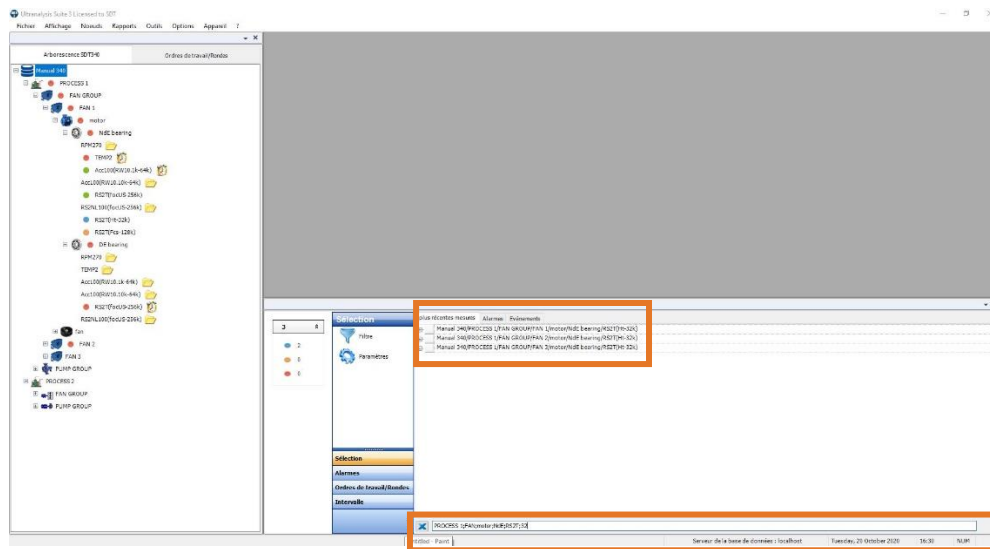 Ultranalysis Suite 3 Licensed to SDT
Fichier Affichage Noeuds Rapports Outils Options Appareil ?
Arborescence SDT340 Ordres de travail/Rondes
Manual 340
PROCESS 1
FAN GROUP
FAN 1
motor
NdE bearing
RPM270
TEMP2
Acc100(RW10.1k-64k)
Acc100(RW10.10k-64k)
RS2T(FocUS-256k)
RS2NL100(FocUS-256k)
RS2T(Ht-32k)
RS2T(Fcs-128k)
DE bearing
RPM270
TEMP2
Acc100(RW10.1k-64k)
Acc100(RW10.10k-64k)
RS2T(FocUS-256k)
RS2NL100(FocUS-256k)
fan
FAN 2
FAN 3
PUMP GROUP
PROCESS 2
FAN GROUP
PUMP GROUP
3
2
Sélection
Filtre
Paramètres
Sélection
Alarmes
Ordres de travail/Rondes
Intervalle
plus récentes mesures Alarmes Evénements
Manual 340/PROCESS 1/FAN GROUP/FAN 1/motor/NdE bearing/RS2T(Ht-32k)
Manual 340/PROCESS 1/FAN GROUP/FAN 2/motor/NdE bearing/RS2T(Ht-32k)
Manual 340/PROCESS 1/FAN GROUP/FAN 3/motor/NdE bearing/RS2T(Ht-32k)
PROCESS 1;FAN;motor;NdE;RS2T;32
Untitled - Paint
Serveur de la base de données : localhost Tuesday, 20 October 2020 16:30 NUM